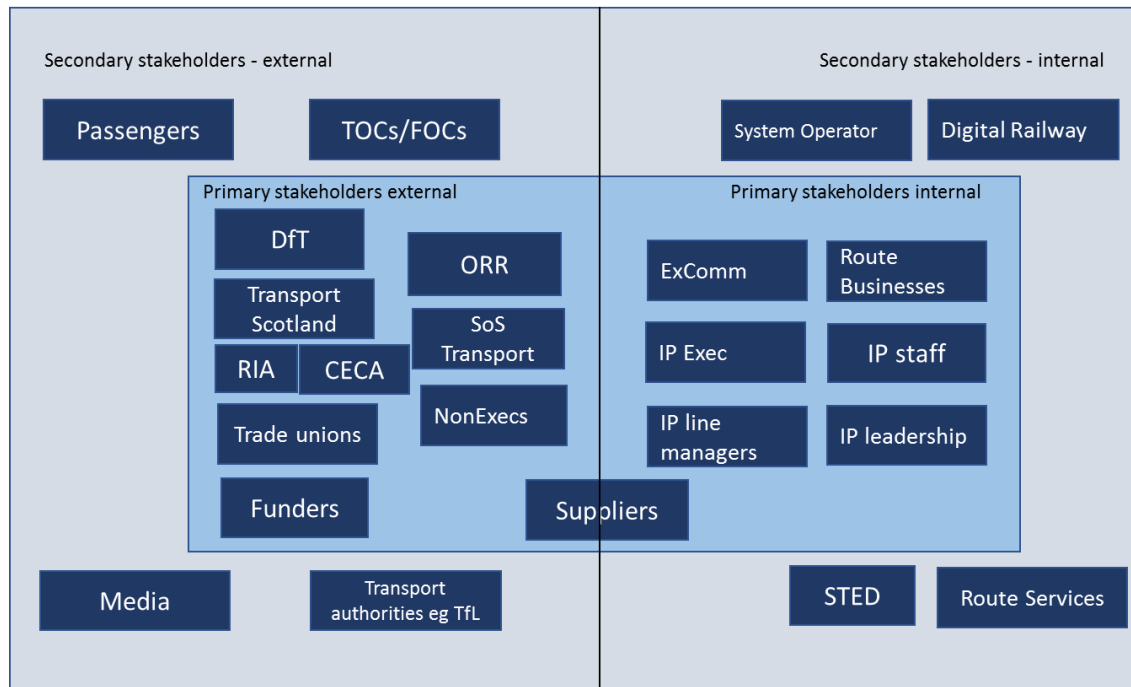 Secondary stakeholders - external
Secondary stakeholders - internal
Passengers
TOCs/FOCs
System Operator
Digital Railway
Primary stakeholders external
Primary stakeholders internal
DfT
ORR
ExComm
Route
Businesses
Transport
Scotland
SoS
Transport
IP Exec
IP staff
RIA
CECA
NonExecs
Trade unions
IP line
managers
IP leadership
Funders
Suppliers
Media
Transport
authorities eg TfL
STED
Route Services